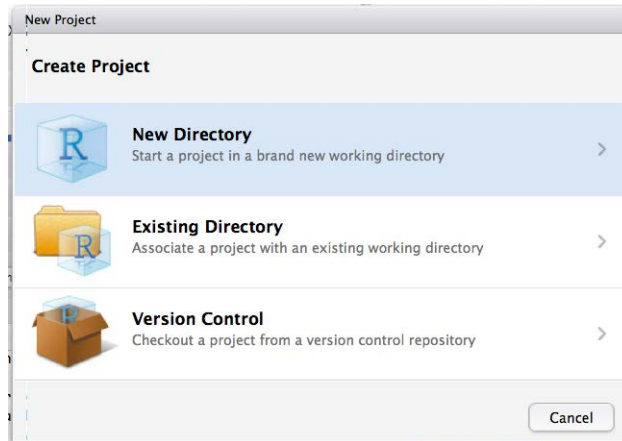 New Project
Create Project
New Directory
Start a project in a brand new working directory
Existing Directory
Associate a project with an existing working directory
Version Control
Checkout a project from a version control repository
Cancel